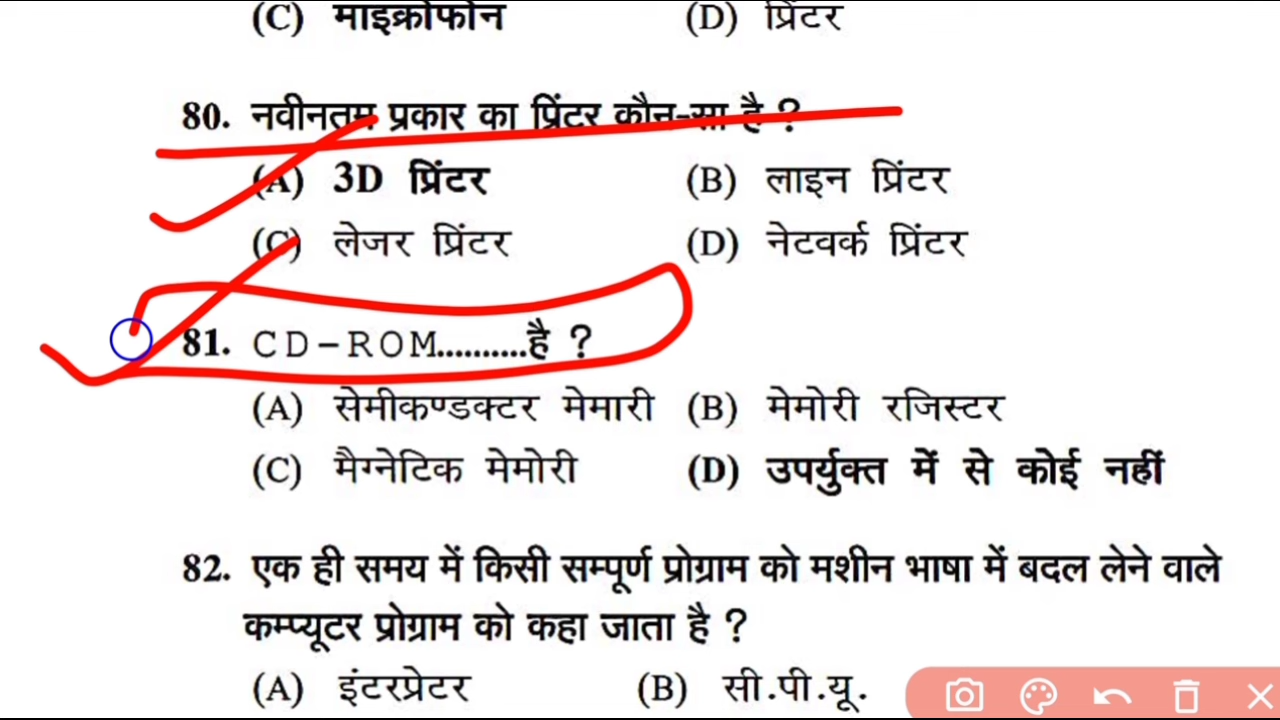 (C) माइक्रोफोन (D) प्रिंटर
80. नवीनतम प्रकार का प्रिंटर कौन-सा है ?
(A) 3D प्रिंटर (B) लाइन प्रिंटर
(C) लेजर प्रिंटर (D) नेटवर्क प्रिंटर
81. CD-ROM..........है ?
(A) सेमीकण्डक्टर मेमारी (B) मेमोरी रजिस्टर
(C) मैग्नेटिक मेमोरी (D) उपर्युक्त में से कोई नहीं
82. एक ही समय में किसी सम्पूर्ण प्रोग्राम को मशीन भाषा में बदल लेने वाले
कम्प्यूटर प्रोग्राम को कहा जाता है ?
(A) इंटरप्रेटर (B) सी.पी.यू.